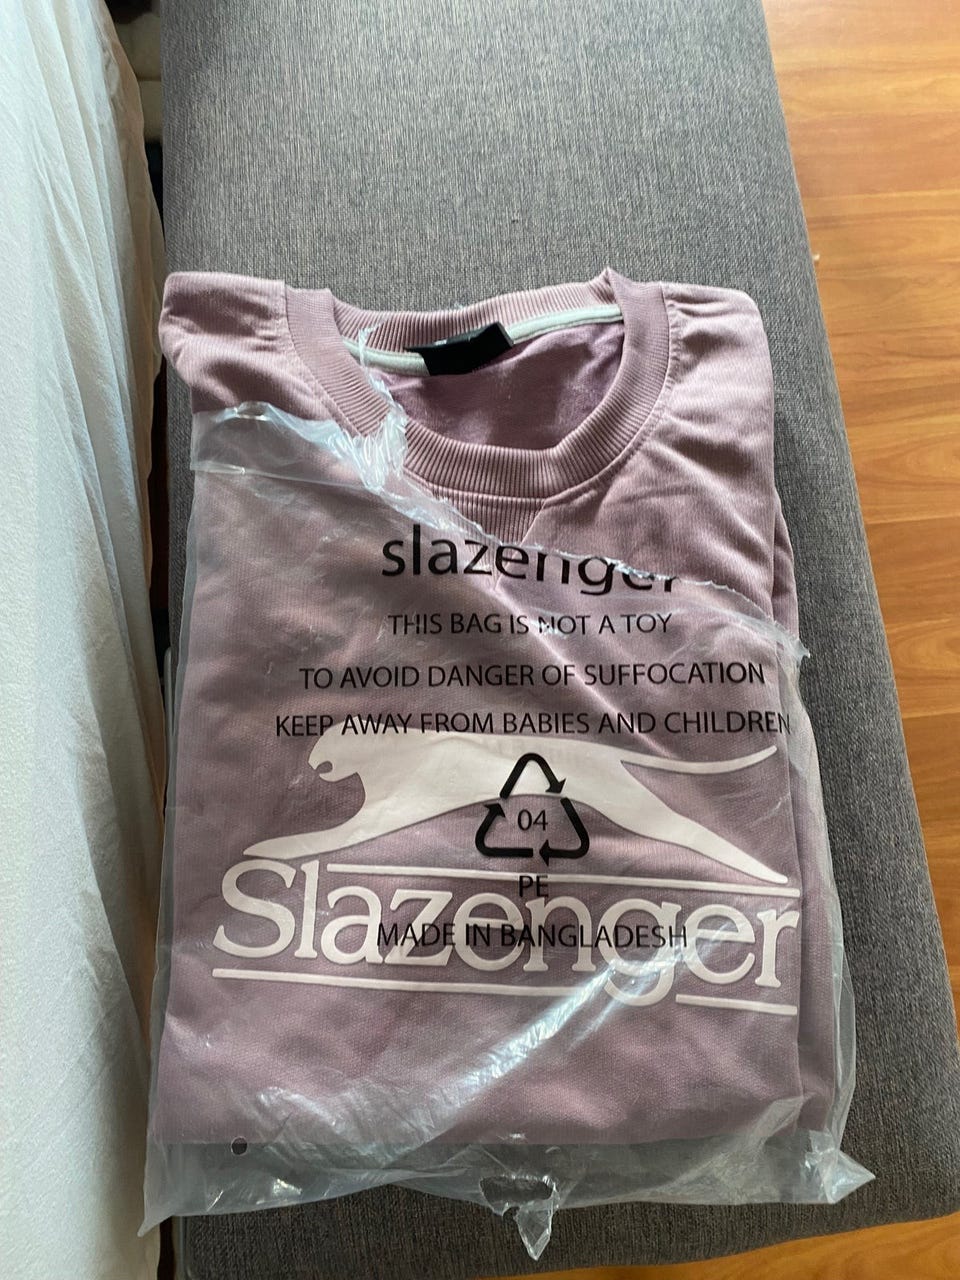 slazenger
THIS BAG IS NOT A TOY
TO AVOID DANGER OF SUFFOCATION
KEEP AWAY FROM BABIES AND CHILDREN
04
PE
Slazenger
MADE IN BANGLADESH